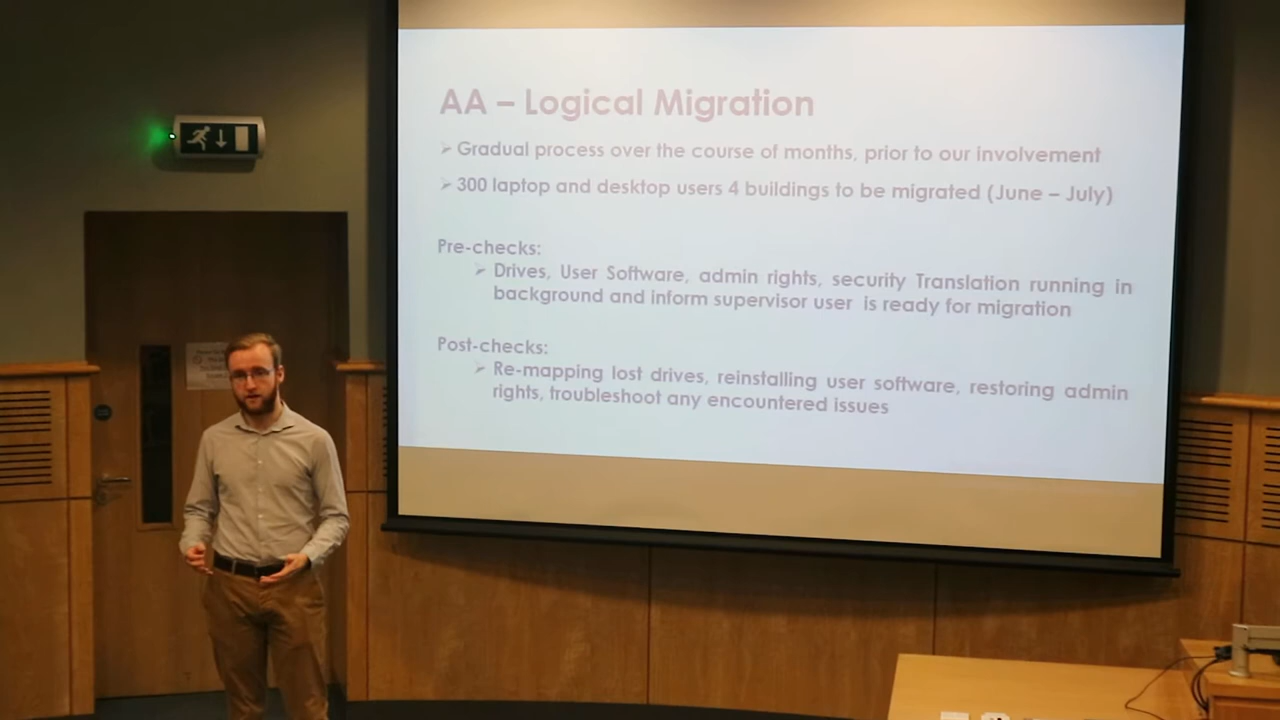 AA – Logical Migration
➢ Gradual process over the course of months, prior to our involvement
➢ 300 laptop and desktop users 4 buildings to be migrated (June – July)
Pre-checks:
➢ Drives, User Software, admin rights, security Translation running in
background and inform supervisor user is ready for migration
Post-checks:
➢ Re-mapping lost drives, reinstalling user software, restoring admin
rights, troubleshoot any encountered issues